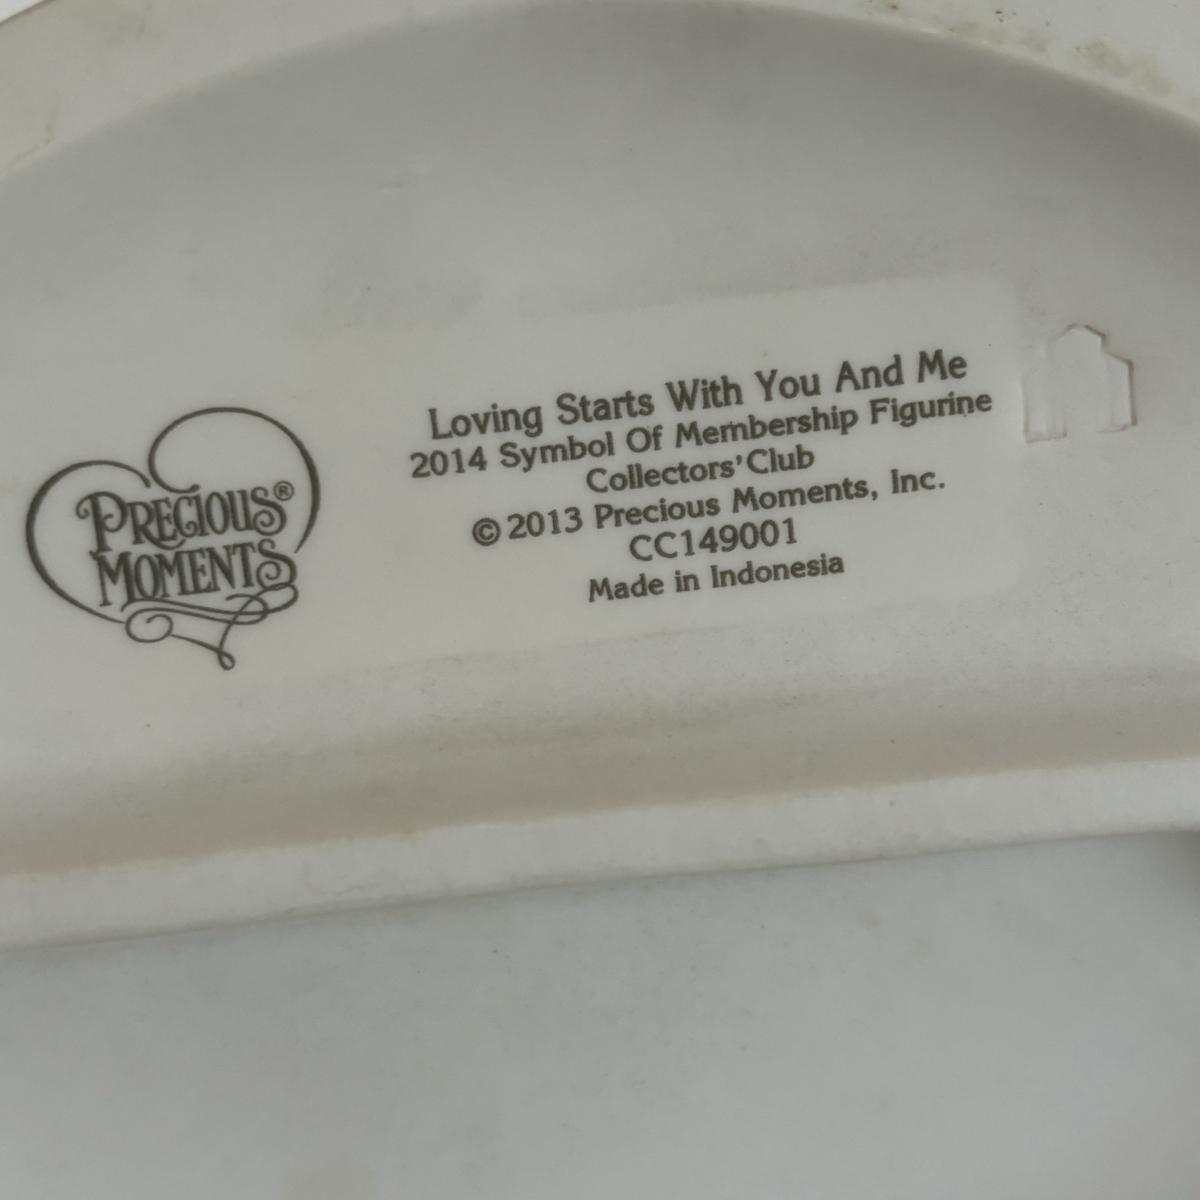 PRECIOUS®
MOMENTS
Loving Starts With You And Me
2014 Symbol Of Membership Figurine
Collectors' Club
© 2013 Precious Moments, Inc.
CC149001
Made in Indonesia